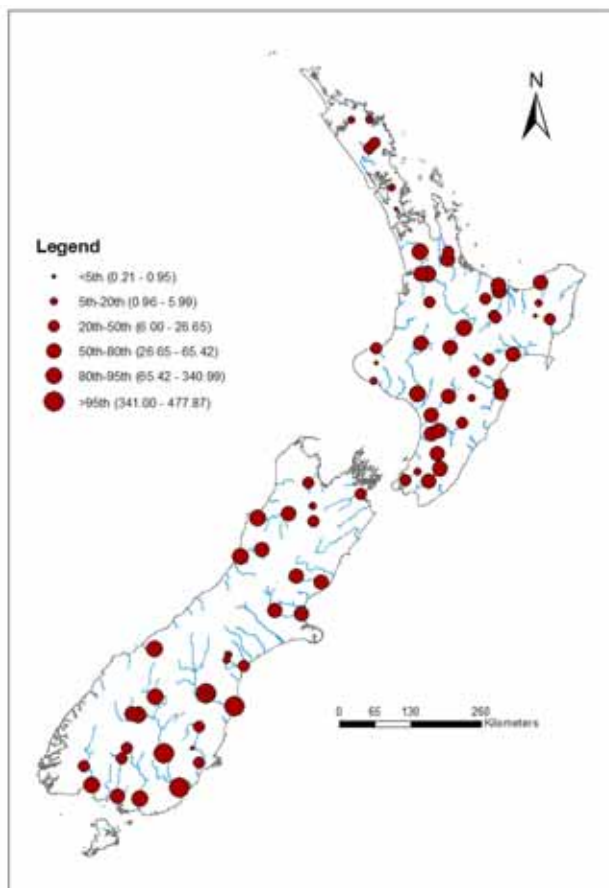 N
Legend
<5th (0.21 - 0.95)
5th-20th (0.96 - 5.99)
20th-50th (6.00 - 26.65)
50th-80th (26.65 - 65.42)
80th-95th (65.42 - 340.99)
>95th (341.00 - 477.87)
0 65 130 260
Kilometers